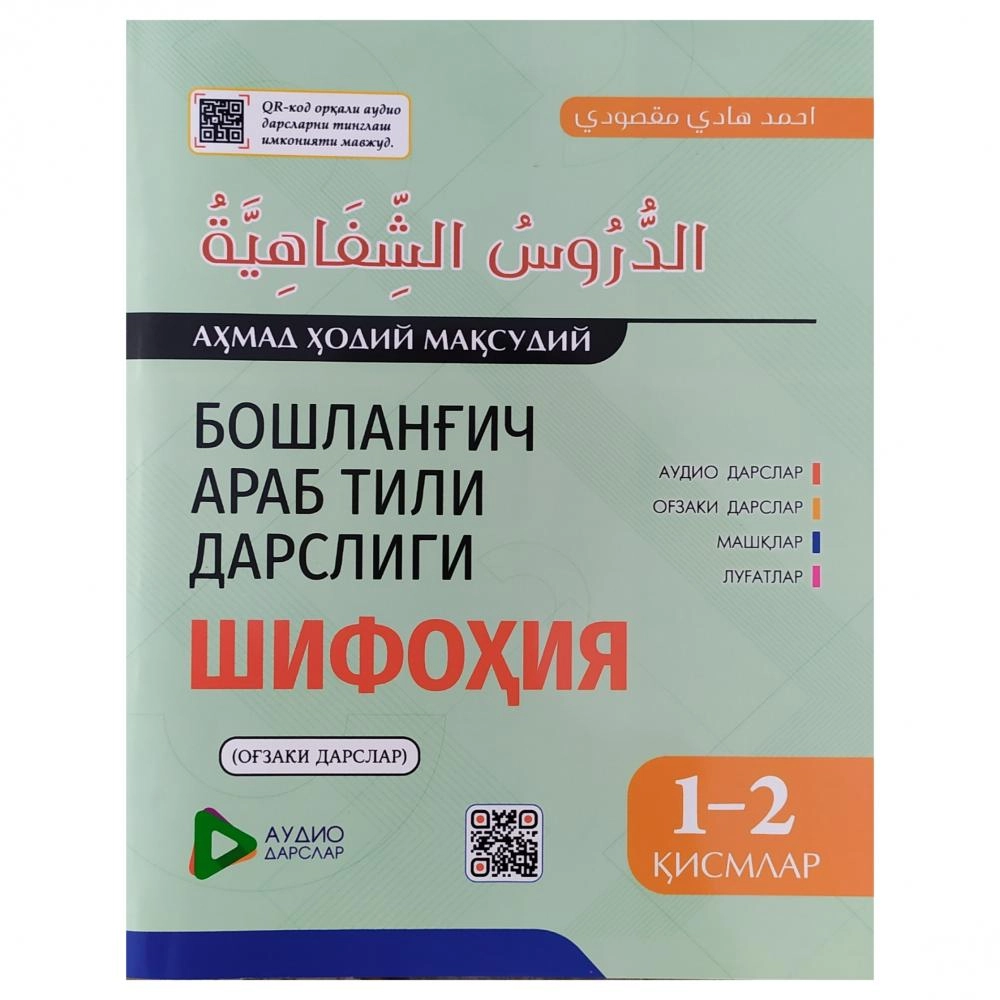 QR-код орқали аудио
дарсларни тинглаш
имконияти мавжуд.
احمد هادي مقصودي
الدُّرُوسُ الشِّفَاهِيَّةُ
АҲМАД ҲОДИЙ МАҚСУДИЙ
БОШЛАНҒИЧ
АРАБ ТИЛИ
ДАРСЛИГИ
ШИФОҲИЯ
АУДИО ДАРСЛАР
ОҒЗАКИ ДАРСЛАР
МАШҚЛАР
ЛУҒАТЛАР
(ОҒЗАКИ ДАРСЛАР)
АУДИО
ДАРСЛАР
1–2
ҚИСМЛАР